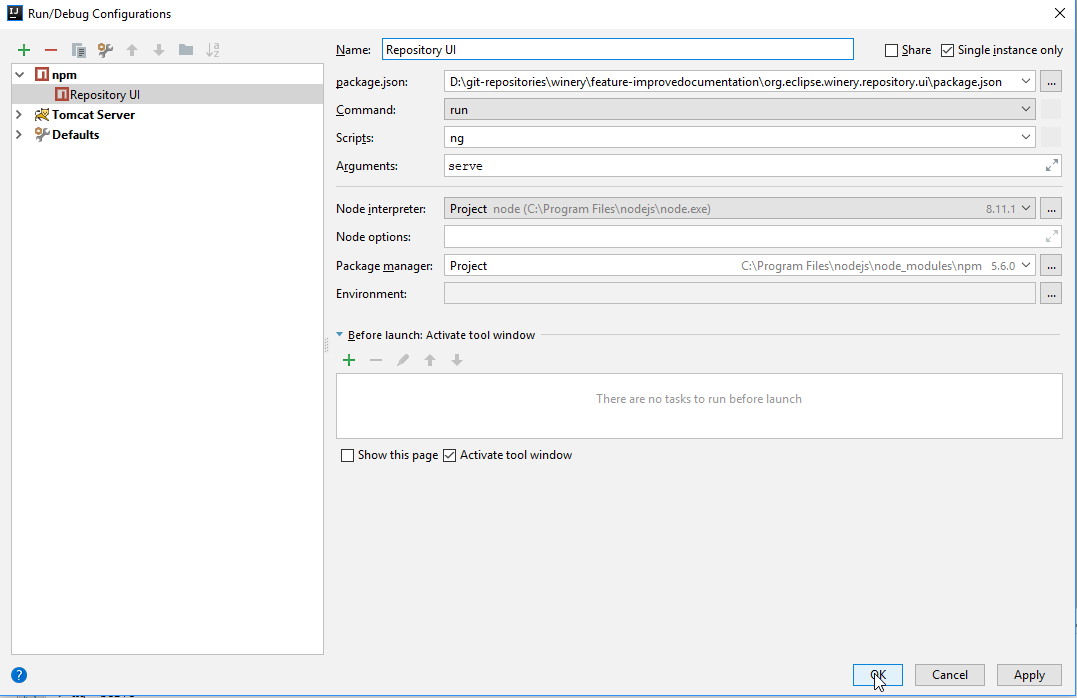 Run/Debug Configurations
Name: Repository UI Share Single instance only
npm
Repository UI
Tomcat Server
Defaults
package.json: D:\git-repositories\winery\feature-improvedocumentation\org.eclipse.winery.repository.ui\package.json ...
Command: run
Scripts: ng
Arguments: serve
Node interpreter: Project node (C:\Program Files\nodejs\node.exe) 8.11.1 ...
Node options:
Package manager: Project C:\Program Files\nodejs\node_modules\npm 5.6.0 ...
Environment: ...
Before launch: Activate tool window
There are no tasks to run before launch
Show this page Activate tool window
? OK Cancel Apply